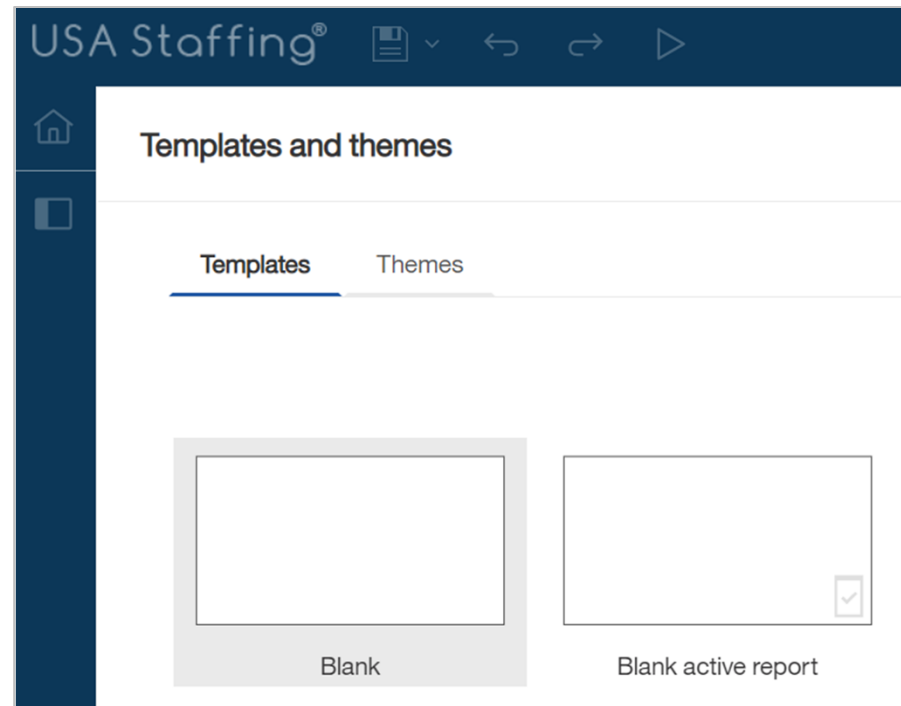 USA Staffing®
Templates and themes
Templates Themes
Blank Blank active report